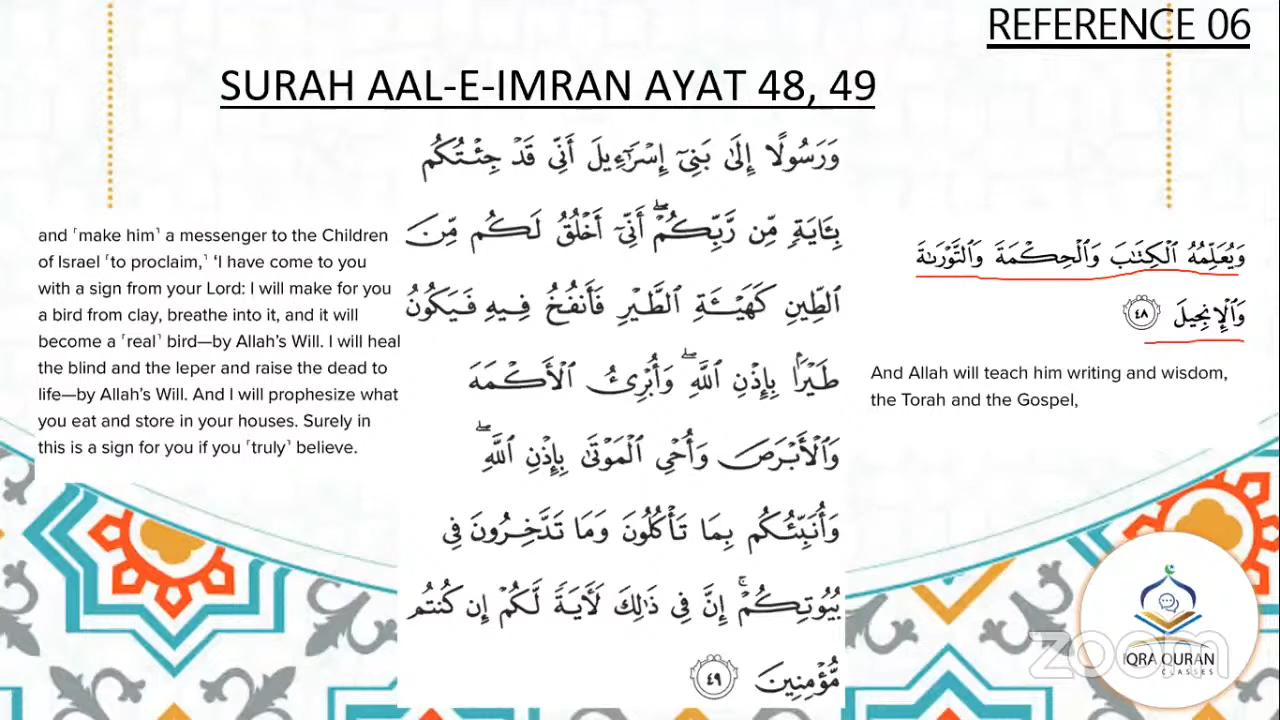 REFERENCE 06
SURAH AAL-E-IMRAN AYAT 48, 49
وَيُعَلِّمُهُ ٱلْكِتَٰبَ وَٱلْحِكْمَةَ وَٱلتَّوْرَىٰةَ
وَٱلْإِنجِيلَ ٤٨
And Allah will teach him writing and wisdom,
the Torah and the Gospel,
وَرَسُولًا إِلَىٰ بَنِىٓ إِسْرَٰٓءِيلَ أَنِّى قَدْ جِئْتُكُم
بِـَٔايَةٍ مِّن رَّبِّكُمْ ۖ أَنِّىٓ أَخْلُقُ لَكُم مِّنَ
ٱلطِّينِ كَهَيْـَٔةِ ٱلطَّيْرِ فَأَنفُخُ فِيهِ فَيَكُونُ
طَيْرًۢا بِإِذْنِ ٱللَّهِ ۖ وَأُبْرِئُ ٱلْأَكْمَهَ
وَٱلْأَبْرَصَ وَأُحْىِ ٱلْمَوْتَىٰ بِإِذْنِ ٱللَّهِ ۖ
وَأُنَبِّئُكُم بِمَا تَأْكُلُونَ وَمَا تَدَّخِرُونَ فِى
بُيُوتِكُمْ ۚ إِنَّ فِى ذَٰلِكَ لَـَٔايَةً لَّكُمْ إِن كُنتُم
مُّؤْمِنِينَ ٤٩
and ˹make him˺ a messenger to the Children
of Israel ˹to proclaim,˺ ‘I have come to you
with a sign from your Lord: I will make for you
a bird from clay, breathe into it, and it will
become a ˹real˺ bird—by Allah’s Will. I will heal
the blind and the leper and raise the dead to
life—by Allah’s Will. And I will prophesize what
you eat and store in your houses. Surely in
this is a sign for you if you ˹truly˺ believe.
zoom
IQRA QURAN
CLASSES